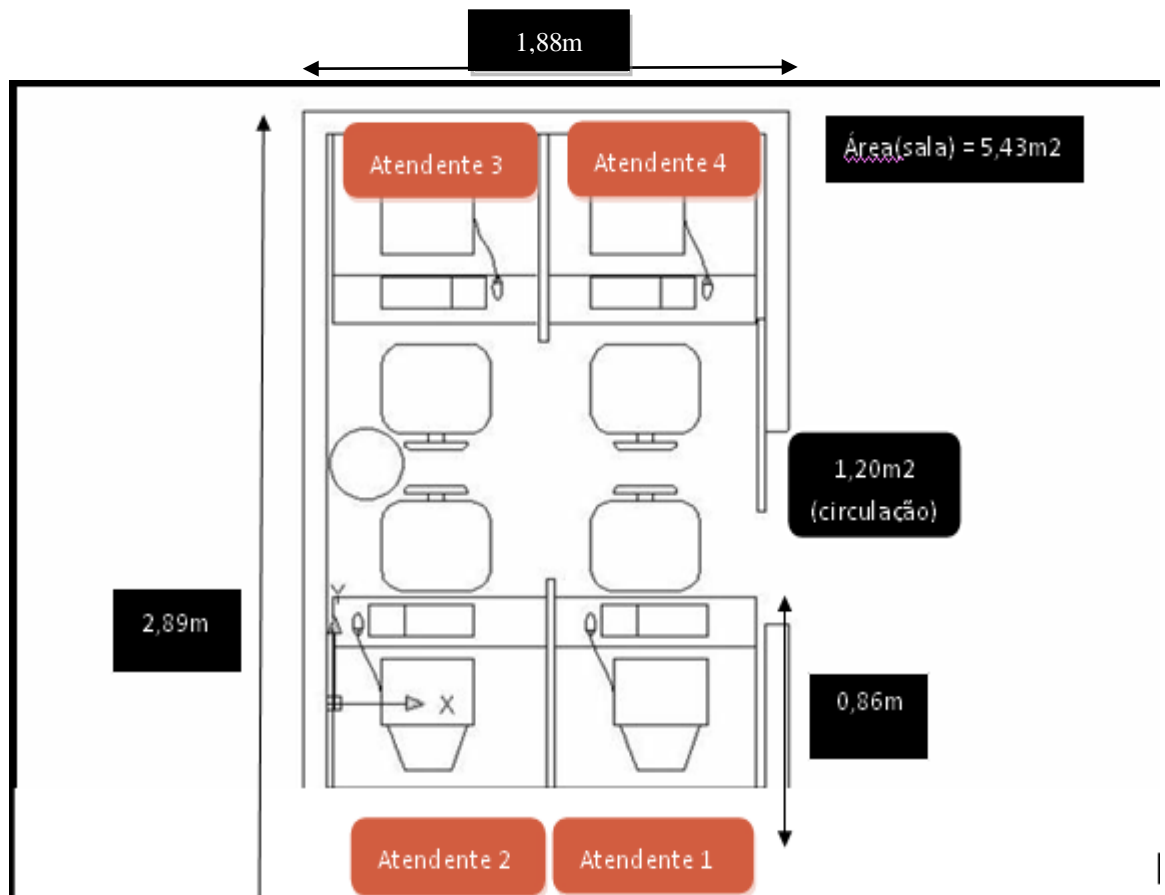 1,88m
Atendente 3
Atendente 4
Área(sala) = 5,43m2
1,20m2
(circulação)
Y
2,89m
X
0,86m
Atendente 2
Atendente 1